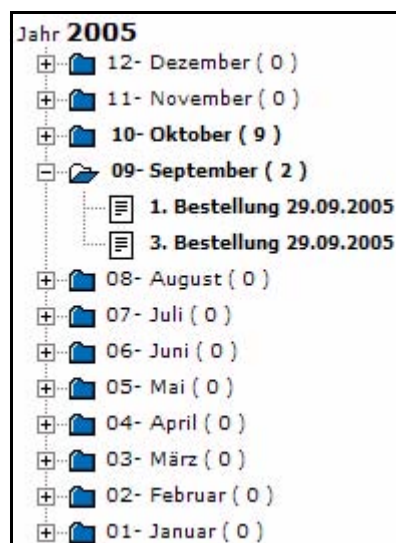 Jahr 2005
12- Dezember ( 0 )
11- November ( 0 )
10- Oktober ( 9 )
09- September ( 2 )
1. Bestellung 29.09.2005
3. Bestellung 29.09.2005
08- August ( 0 )
07- Juli ( 0 )
06- Juni ( 0 )
05- Mai ( 0 )
04- April ( 0 )
03- März ( 0 )
02- Februar ( 0 )
01- Januar ( 0 )